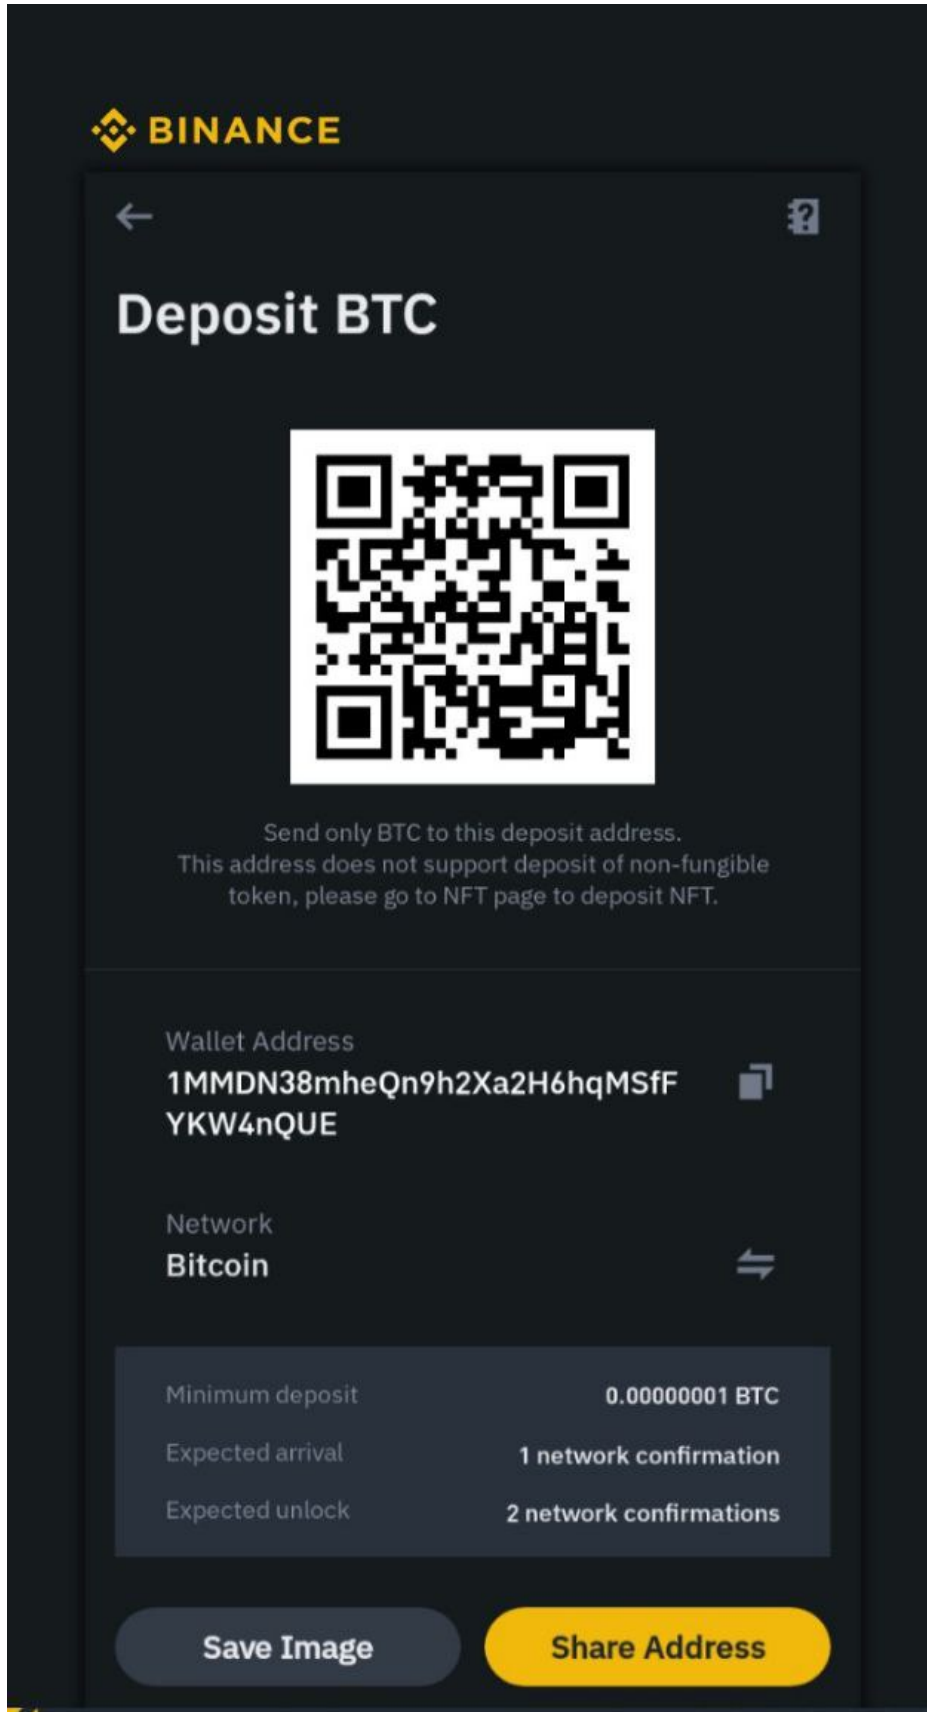 BINANCE
Deposit BTC
Send only BTC to this deposit address.
This address does not support deposit of non-fungible
token, please go to NFT page to deposit NFT.
Wallet Address
1MMDN38mheQn9h2Xa2H6hqMSfF
YKW4nQUE
Network
Bitcoin
Minimum deposit 0.00000001 BTC
Expected arrival 1 network confirmation
Expected unlock 2 network confirmations
Save Image Share Address